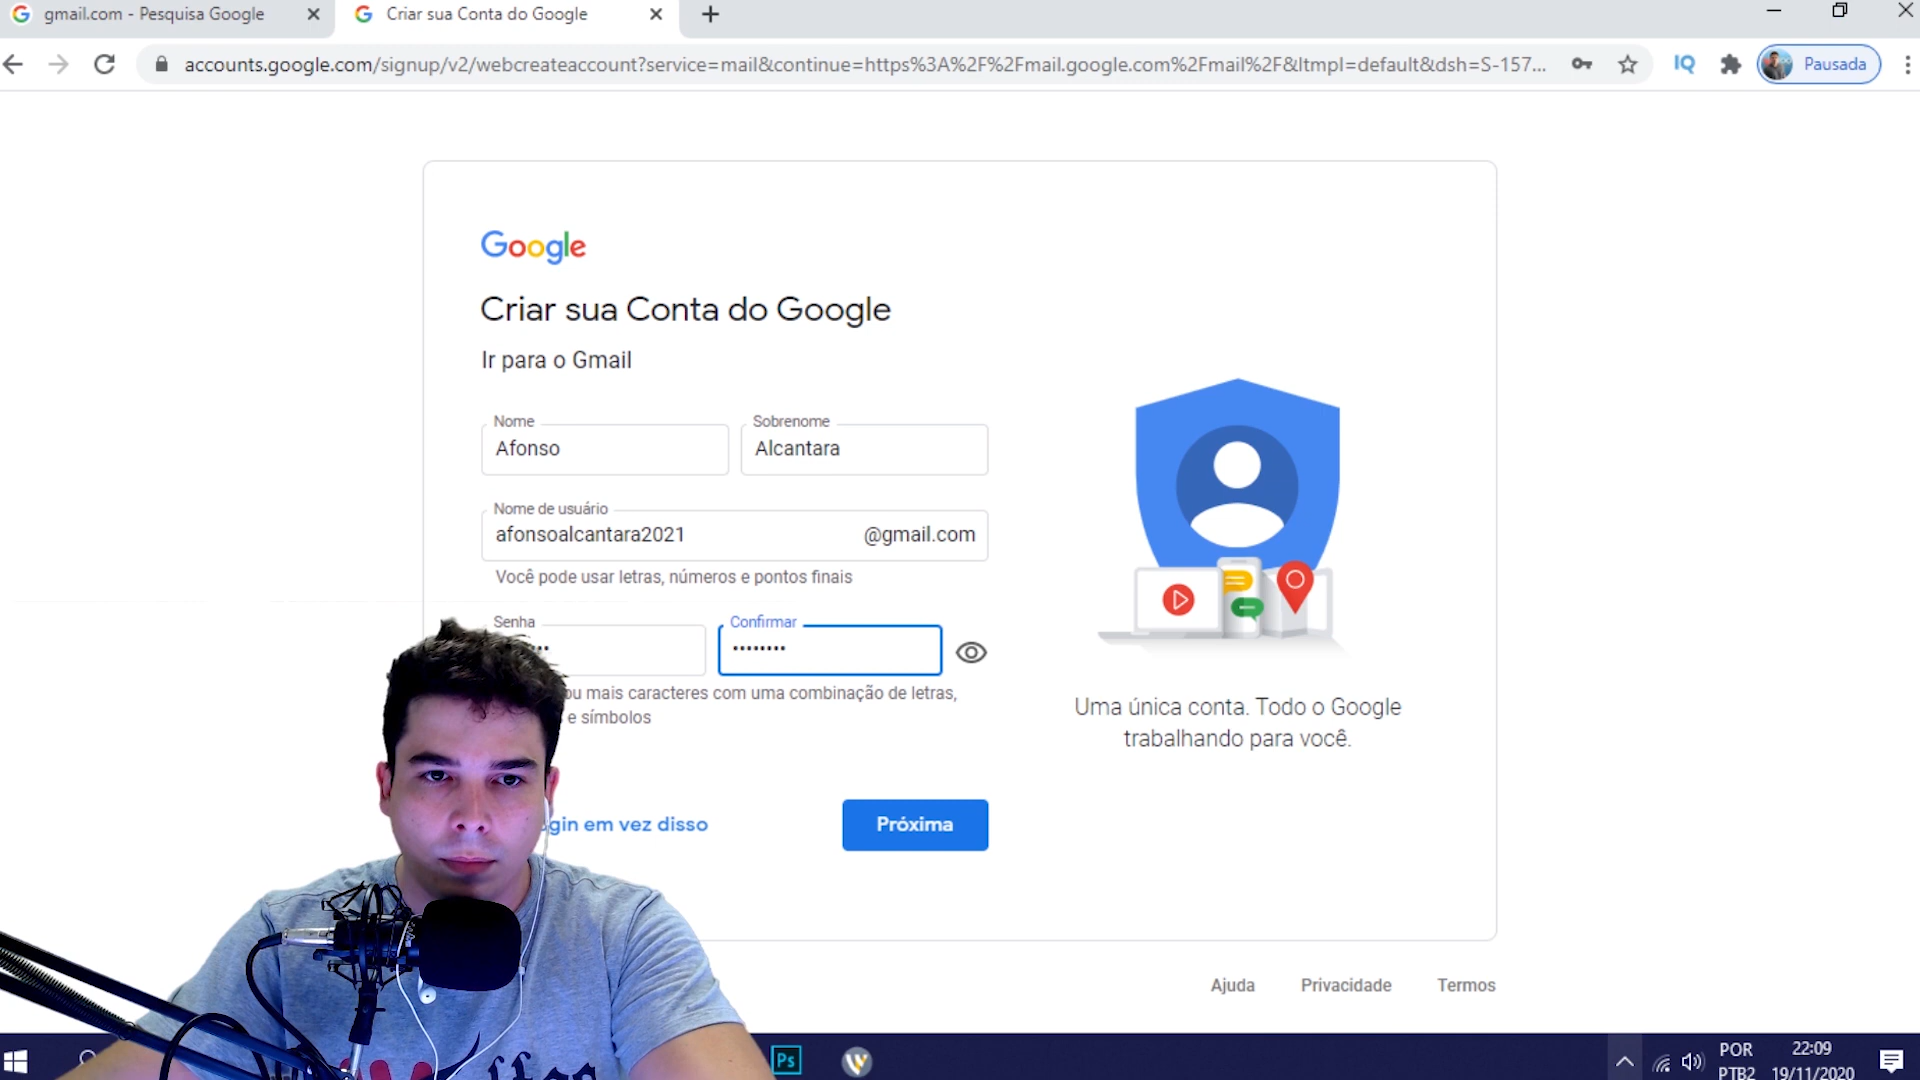 gmail.com - Pesquisa Google
Criar sua Conta do Google
accounts.google.com/signup/v2/webcreateaccount?service=mail&continue=https%3A%2F%2Fmail.google.com%2Fmail%2F&ltmpl=default&dsh=S-157...
IQ
Pausada
Google
Criar sua Conta do Google
Ir para o Gmail
Nome
Afonso
Sobrenome
Alcantara
Nome de usuário
afonsoalcantara2021
@gmail.com
Você pode usar letras, números e pontos finais
Senha
Confirmar
ou mais caracteres com uma combinação de letras,
e símbolos
Uma única conta. Todo o Google
trabalhando para você.
em vez disso
Próxima
Ajuda Privacidade Termos
Ps
POR
PTB2
22:09
19/11/2020